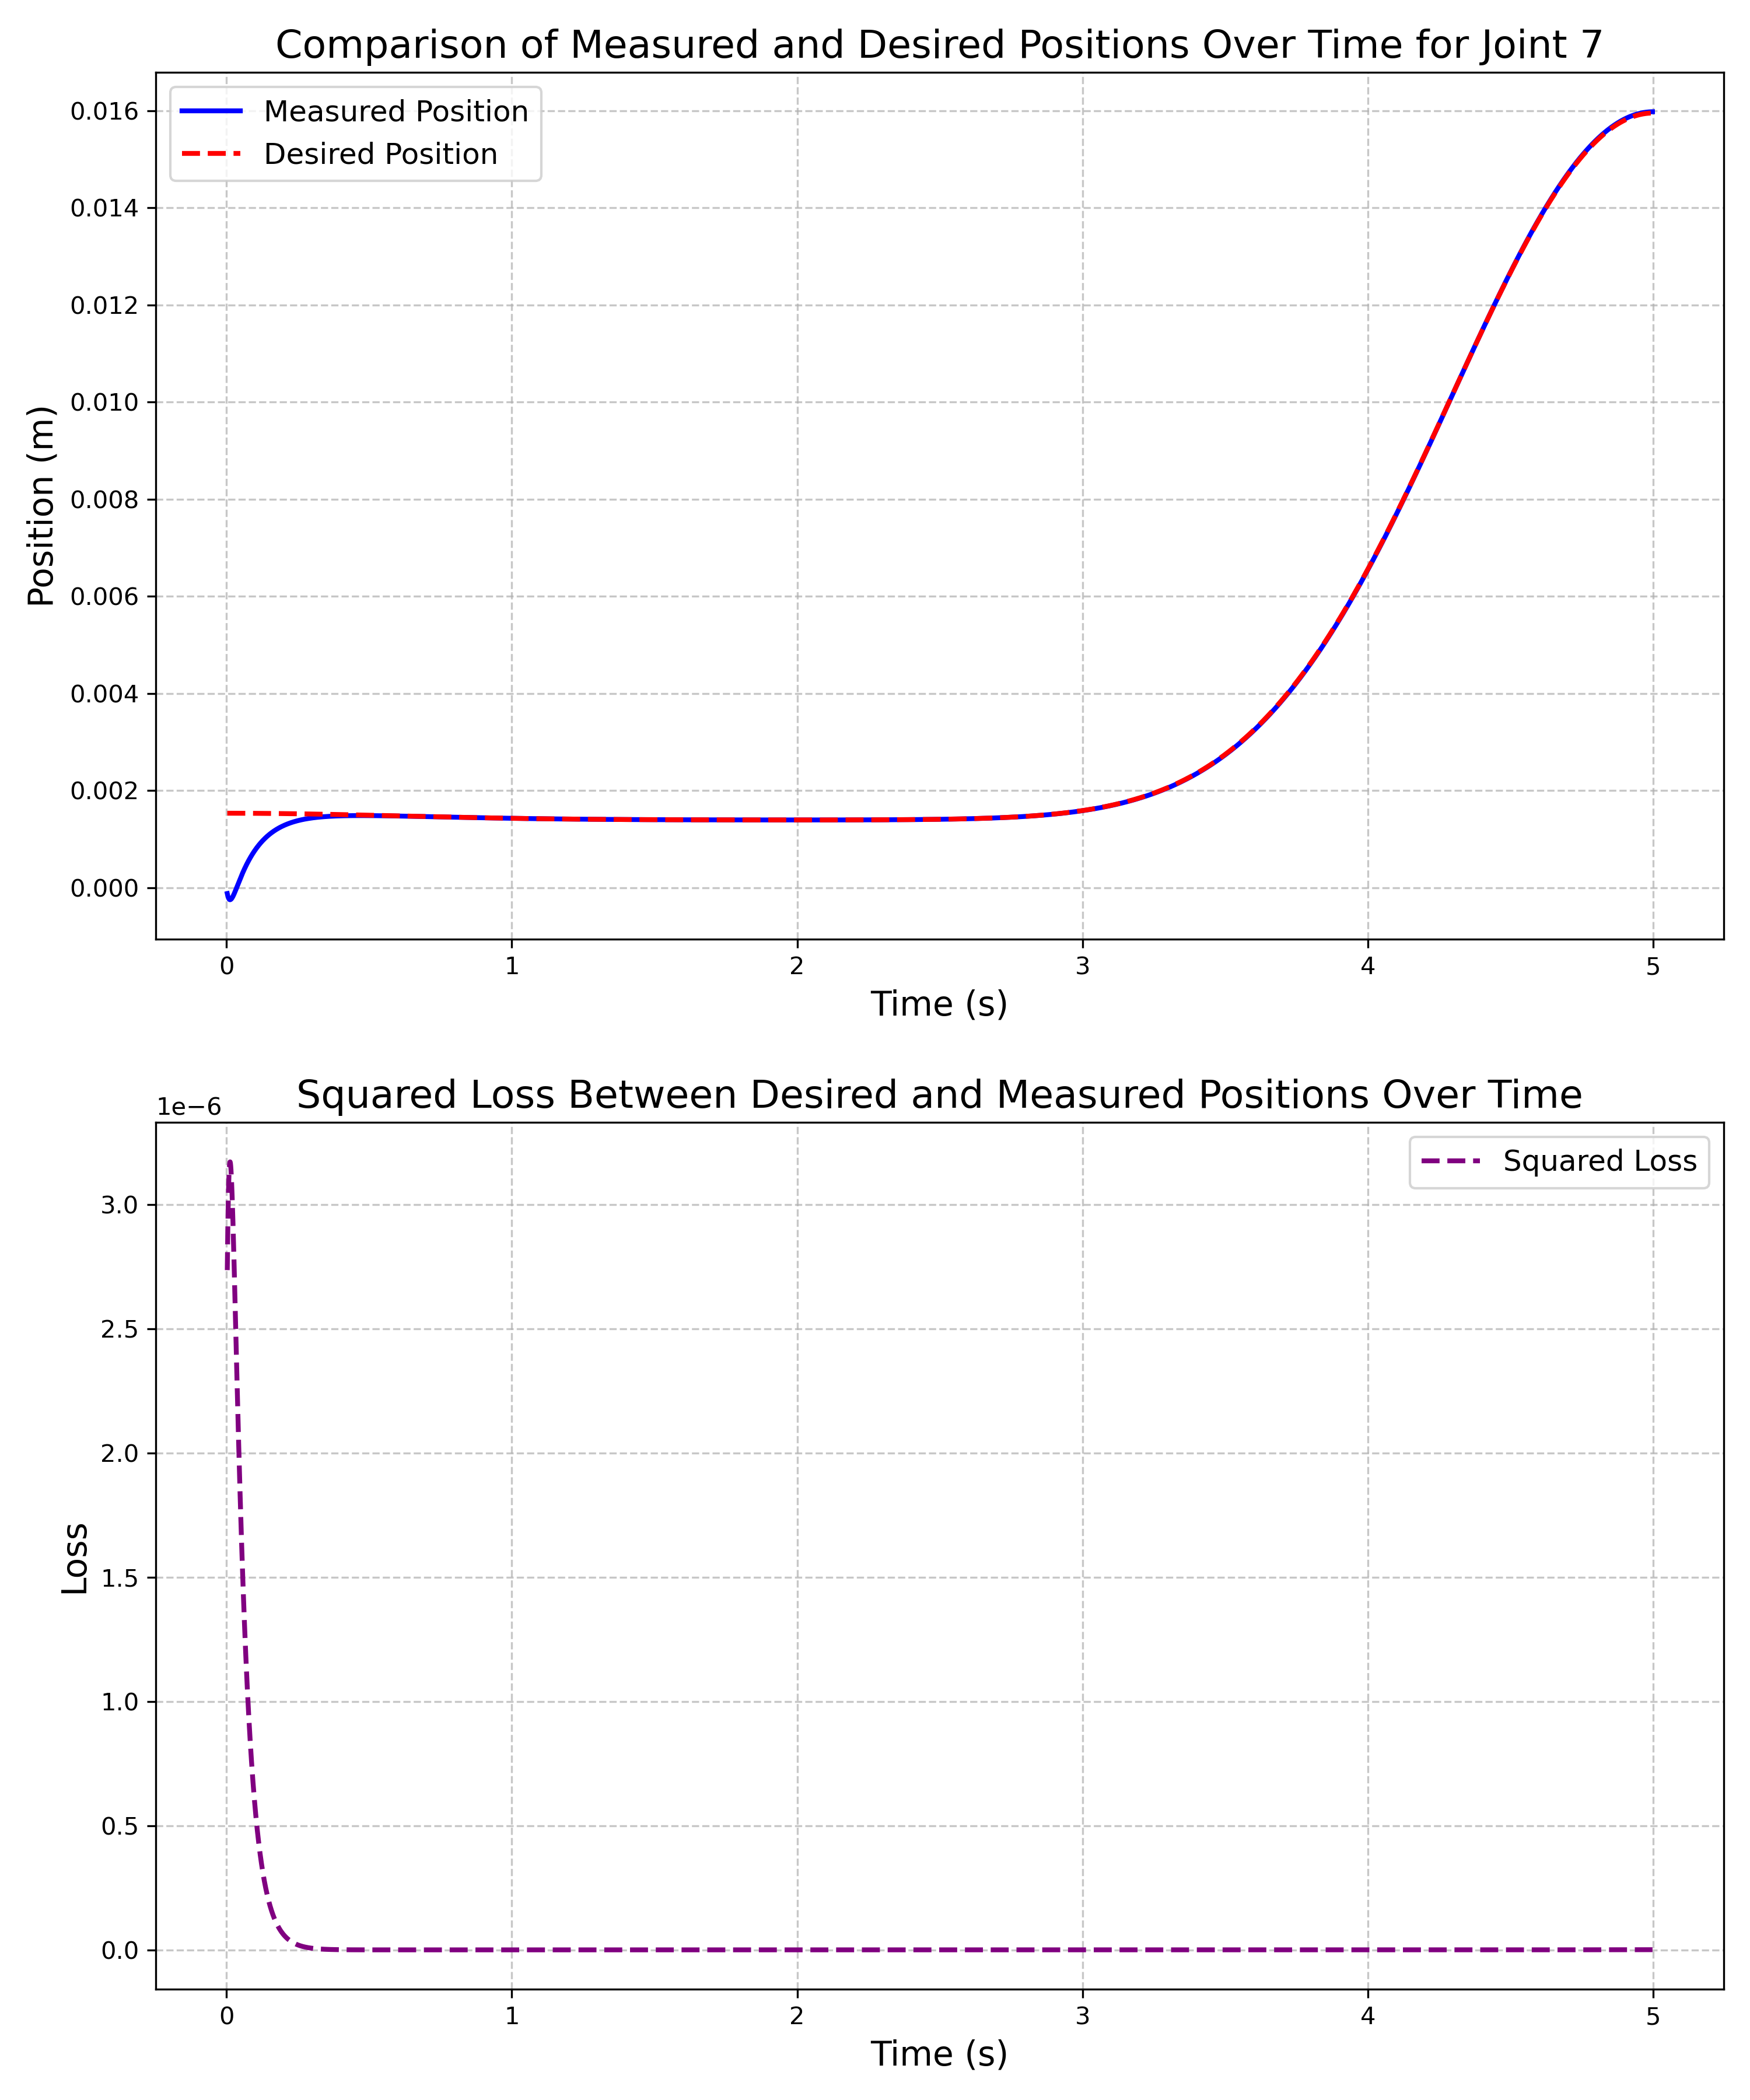 Comparison of Measured and Desired Positions Over Time for Joint 7
Measured Position
Desired Position
0.016
0.014
0.012
0.010
0.008
0.006
0.004
0.002
0.000
Position (m)
0 1 2 3 4 5
Time (s)
Squared Loss Between Desired and Measured Positions Over Time
1e−6
Squared Loss
3.0
2.5
2.0
1.5
1.0
0.5
0.0
Loss
0 1 2 3 4 5
Time (s)